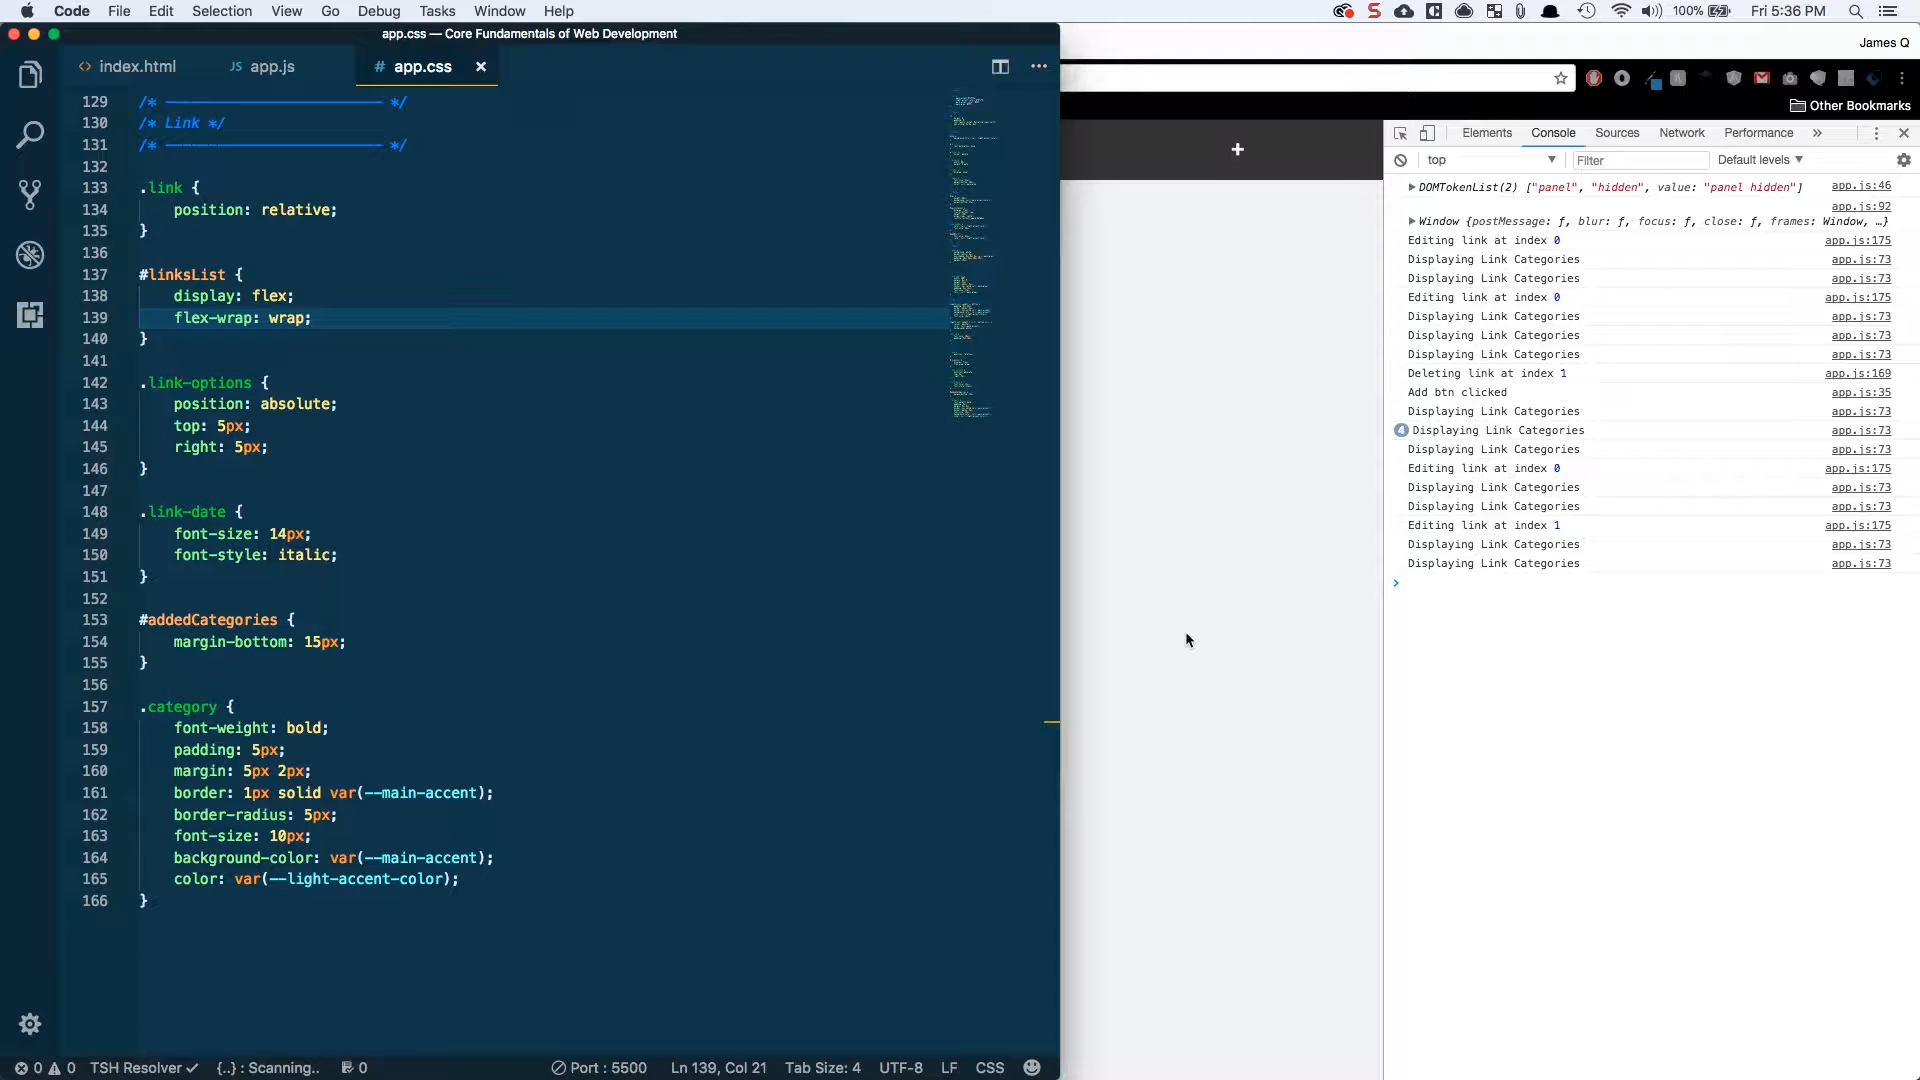 Code File Edit Selection View Go Debug Tasks Window Help
100% Fri 5:36 PM
app.css — Core Fundamentals of Web Development
James Q
<> index.html
JS app.js
# app.css
Other Bookmarks
129 /* ————————————————————————— */
130 /* Link */
131 /* ————————————————————————— */
132
133 .link {
134 position: relative;
135 }
136
137 #linksList {
138 display: flex;
139 flex-wrap: wrap;
140 }
141
142 .link-options {
143 position: absolute;
144 top: 5px;
145 right: 5px;
146 }
147
148 .link-date {
149 font-size: 14px;
150 font-style: italic;
151 }
152
153 #addedCategories {
154 margin-bottom: 15px;
155 }
156
157 .category {
158 font-weight: bold;
159 padding: 5px;
160 margin: 5px 2px;
161 border: 1px solid var(--main-accent);
162 border-radius: 5px;
163 font-size: 10px;
164 background-color: var(--main-accent);
165 color: var(--light-accent-color);
166 }
Elements Console Sources Network Performance »
top Filter Default levels
DOMTokenList(2) ["panel", "hidden", value: "panel hidden"] app.js:46
app.js:92
Window {postMessage: ƒ, blur: ƒ, focus: ƒ, close: ƒ, frames: Window, …}
Editing link at index 0 app.js:175
Displaying Link Categories app.js:73
Displaying Link Categories app.js:73
Editing link at index 0 app.js:175
Displaying Link Categories app.js:73
Displaying Link Categories app.js:73
Displaying Link Categories app.js:73
Deleting link at index 1 app.js:169
Add btn clicked app.js:35
Displaying Link Categories app.js:73
4 Displaying Link Categories app.js:73
Displaying Link Categories app.js:73
Editing link at index 0 app.js:175
Displaying Link Categories app.js:73
Displaying Link Categories app.js:73
Editing link at index 1 app.js:175
Displaying Link Categories app.js:73
Displaying Link Categories app.js:73
>
0 0 TSH Resolver ✓ {..} : Scanning.. 0 Port : 5500 Ln 139, Col 21 Tab Size: 4 UTF-8 LF CSS